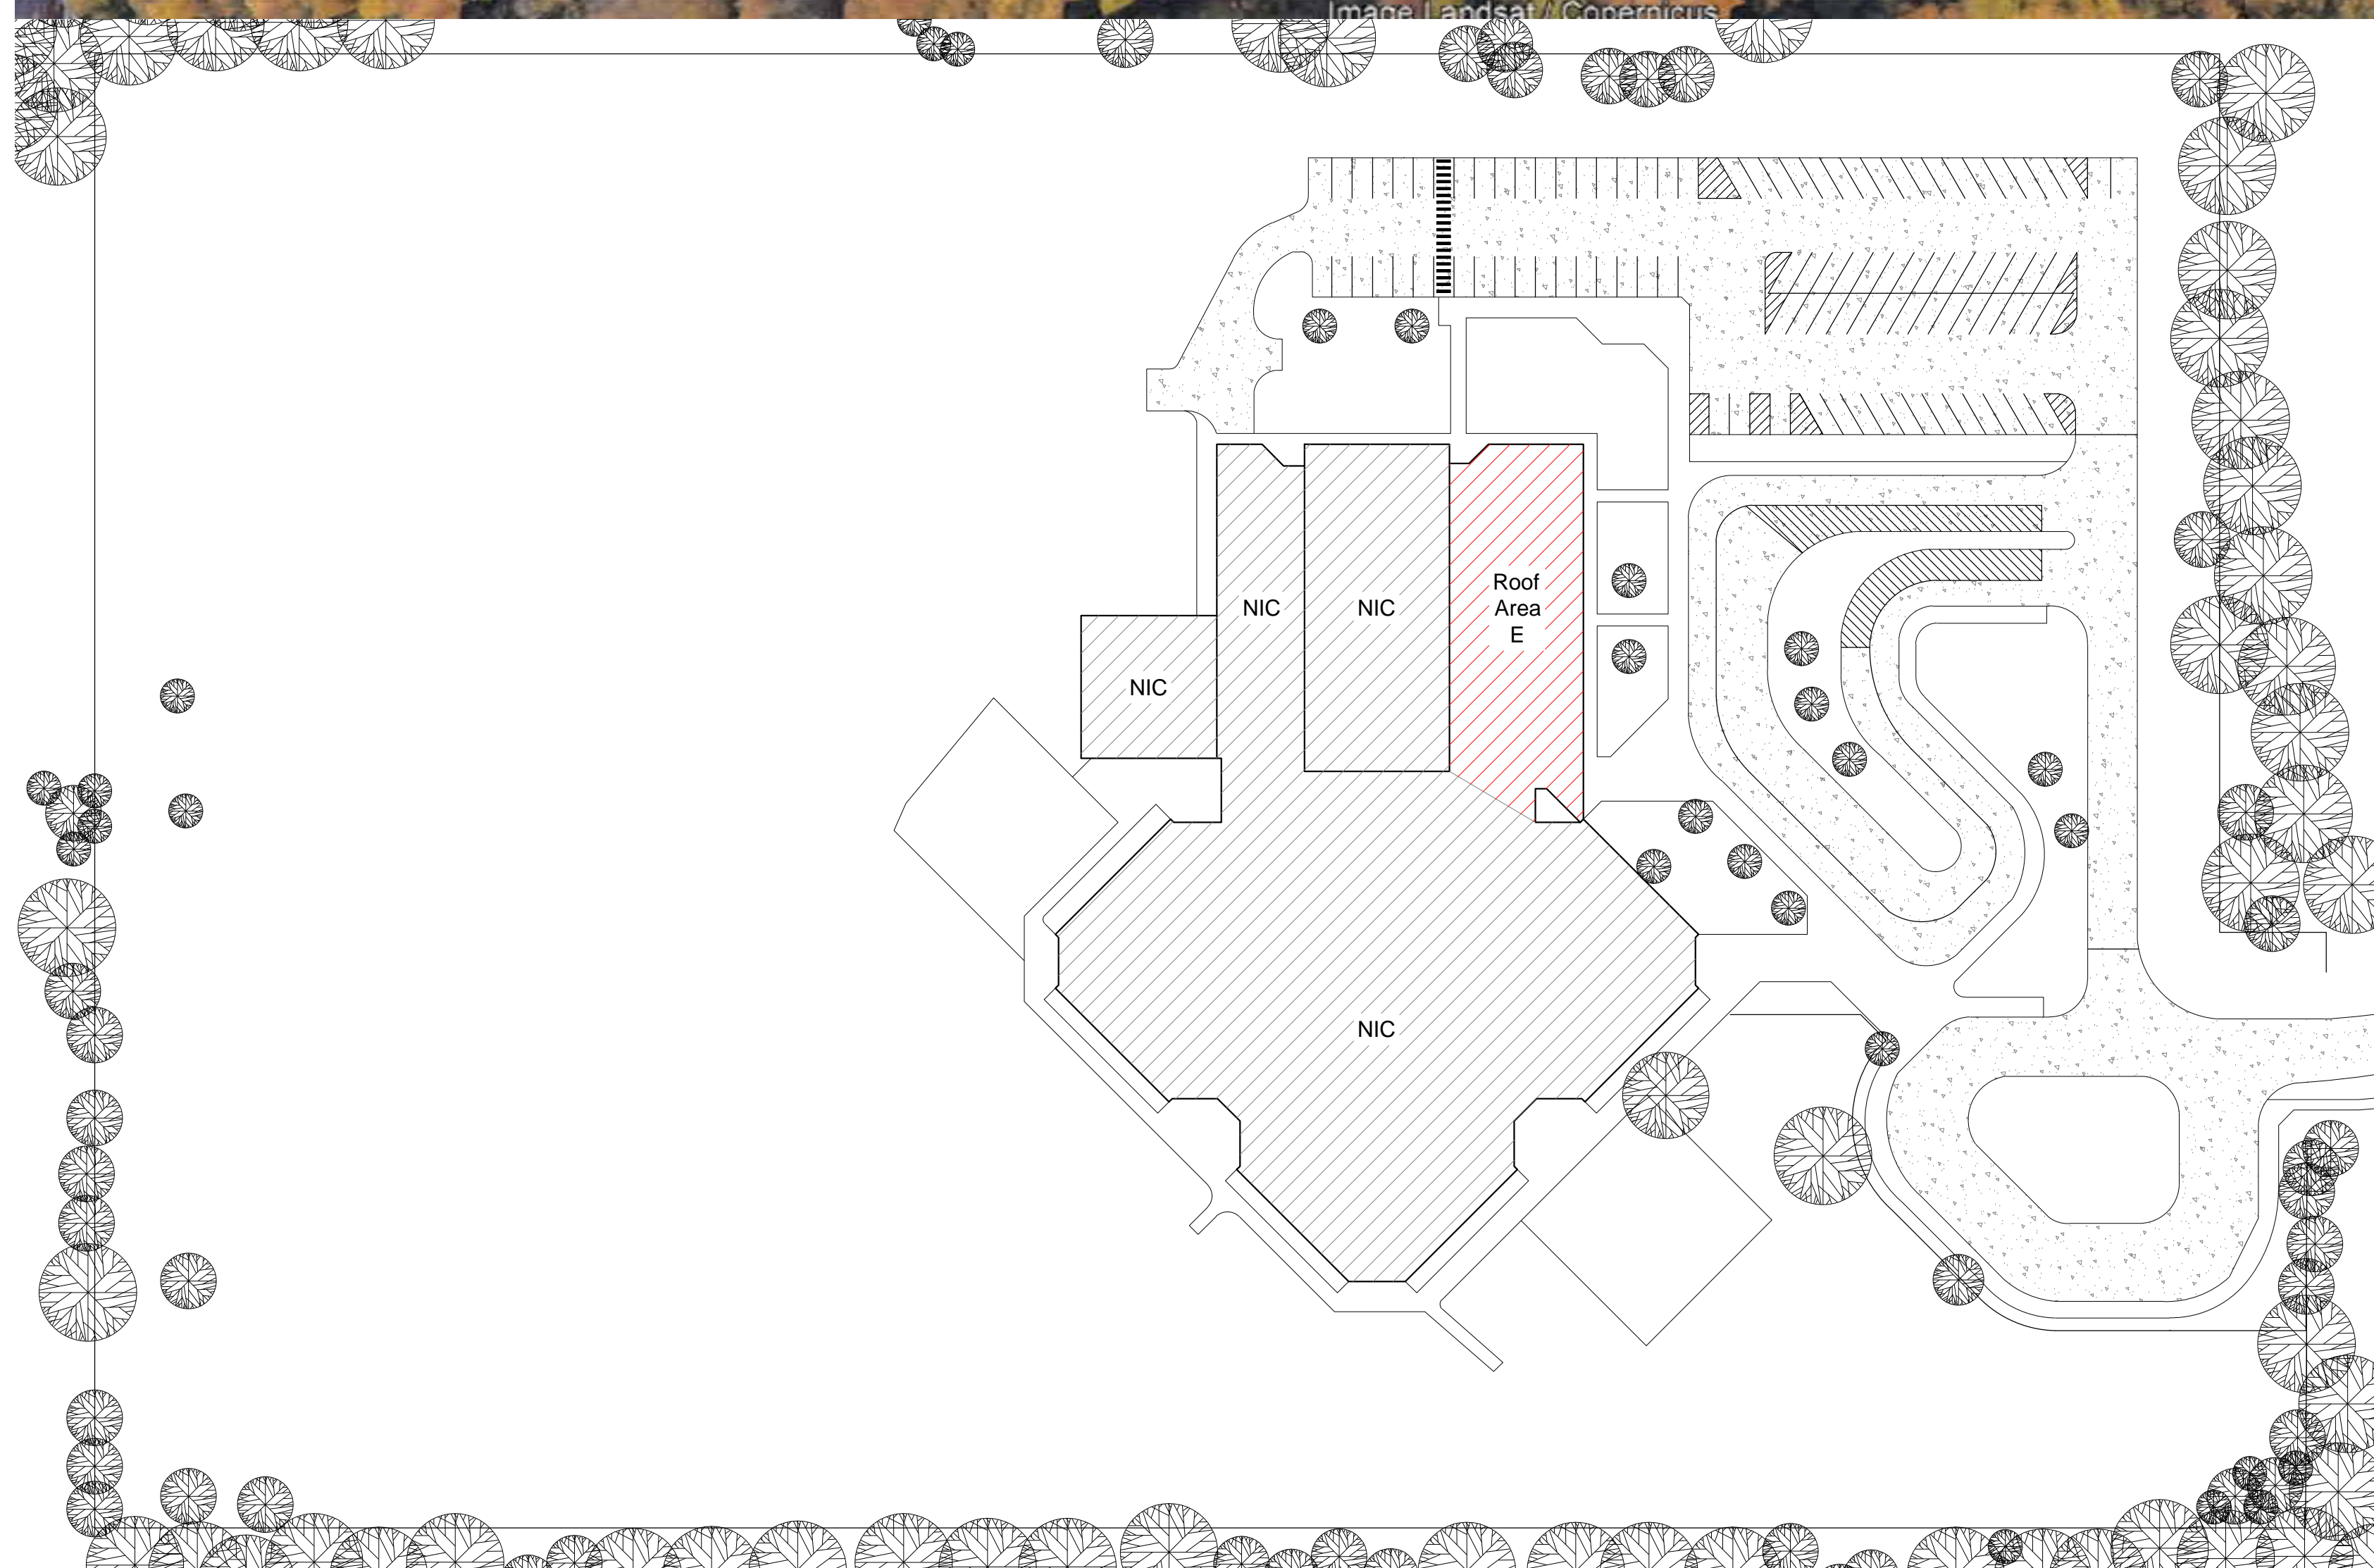 Image Landsat / Copernicus
Roof
Area
E
NIC
NIC
NIC
NIC